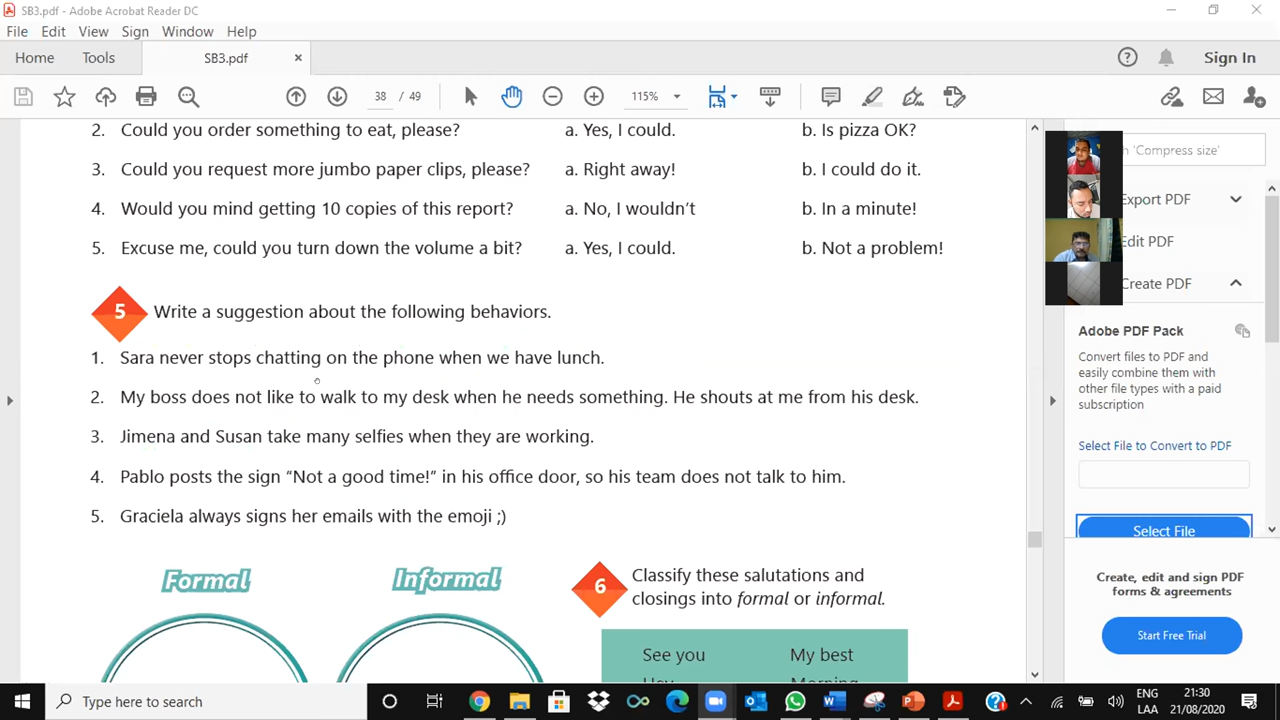 SB3.pdf - Adobe Acrobat Reader DC
File Edit View Sign Window Help
Home Tools SB3.pdf × Sign In
38 / 49 115%
2. Could you order something to eat, please? a. Yes, I could. b. Is pizza OK?
3. Could you request more jumbo paper clips, please? a. Right away! b. I could do it.
4. Would you mind getting 10 copies of this report? a. No, I wouldn't b. In a minute!
5. Excuse me, could you turn down the volume a bit? a. Yes, I could. b. Not a problem!
5 Write a suggestion about the following behaviors.
1. Sara never stops chatting on the phone when we have lunch.
2. My boss does not like to walk to my desk when he needs something. He shouts at me from his desk.
3. Jimena and Susan take many selfies when they are working.
4. Pablo posts the sign “Not a good time!” in his office door, so his team does not talk to him.
5. Graciela always signs her emails with the emoji ;)
Formal Informal
6 Classify these salutations and
closings into formal or informal.
See you My best
Morning
'Compress size'
Export PDF
Edit PDF
Create PDF
Adobe PDF Pack
Convert files to PDF and
easily combine them with
other file types with a paid
subscription
Select File to Convert to PDF
Select File
Create, edit and sign PDF
forms & agreements
Start Free Trial
Type here to search
ENG 21:30
LAA 21/08/2020